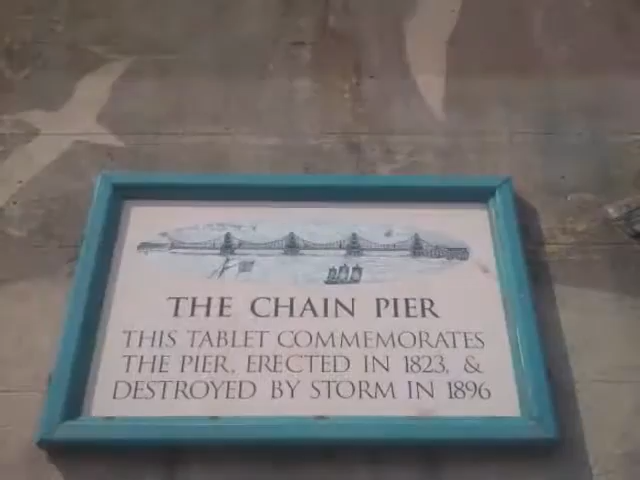 THE CHAIN PIER
THIS TABLET COMMEMORATES
THE PIER, ERECTED IN 1823, &
DESTROYED BY STORM IN 1896